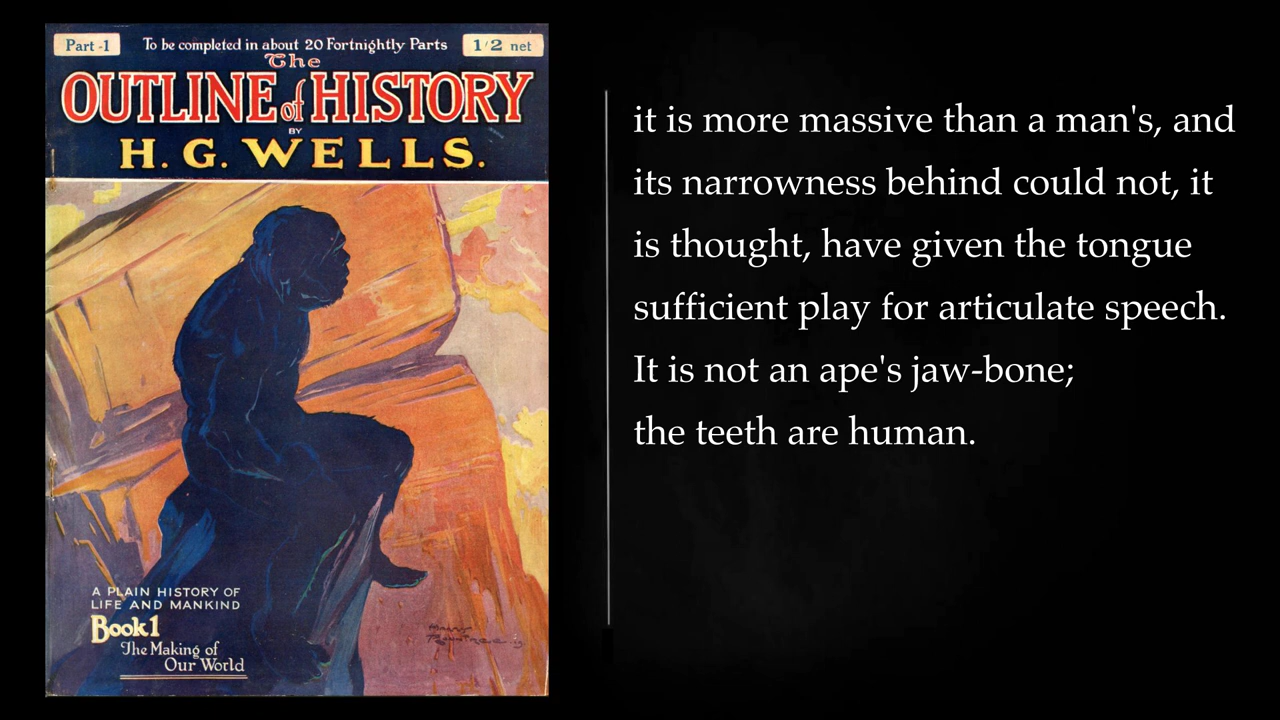 Part -1
To be completed in about 20 Fortnightly Parts
1/2 net
The
OUTLINE of HISTORY
BY
H. G. WELLS.
A PLAIN HISTORY OF
LIFE AND MANKIND
Book 1
The Making of
Our World
it is more massive than a man's, and
its narrowness behind could not, it
is thought, have given the tongue
sufficient play for articulate speech.
It is not an ape's jaw-bone;
the teeth are human.